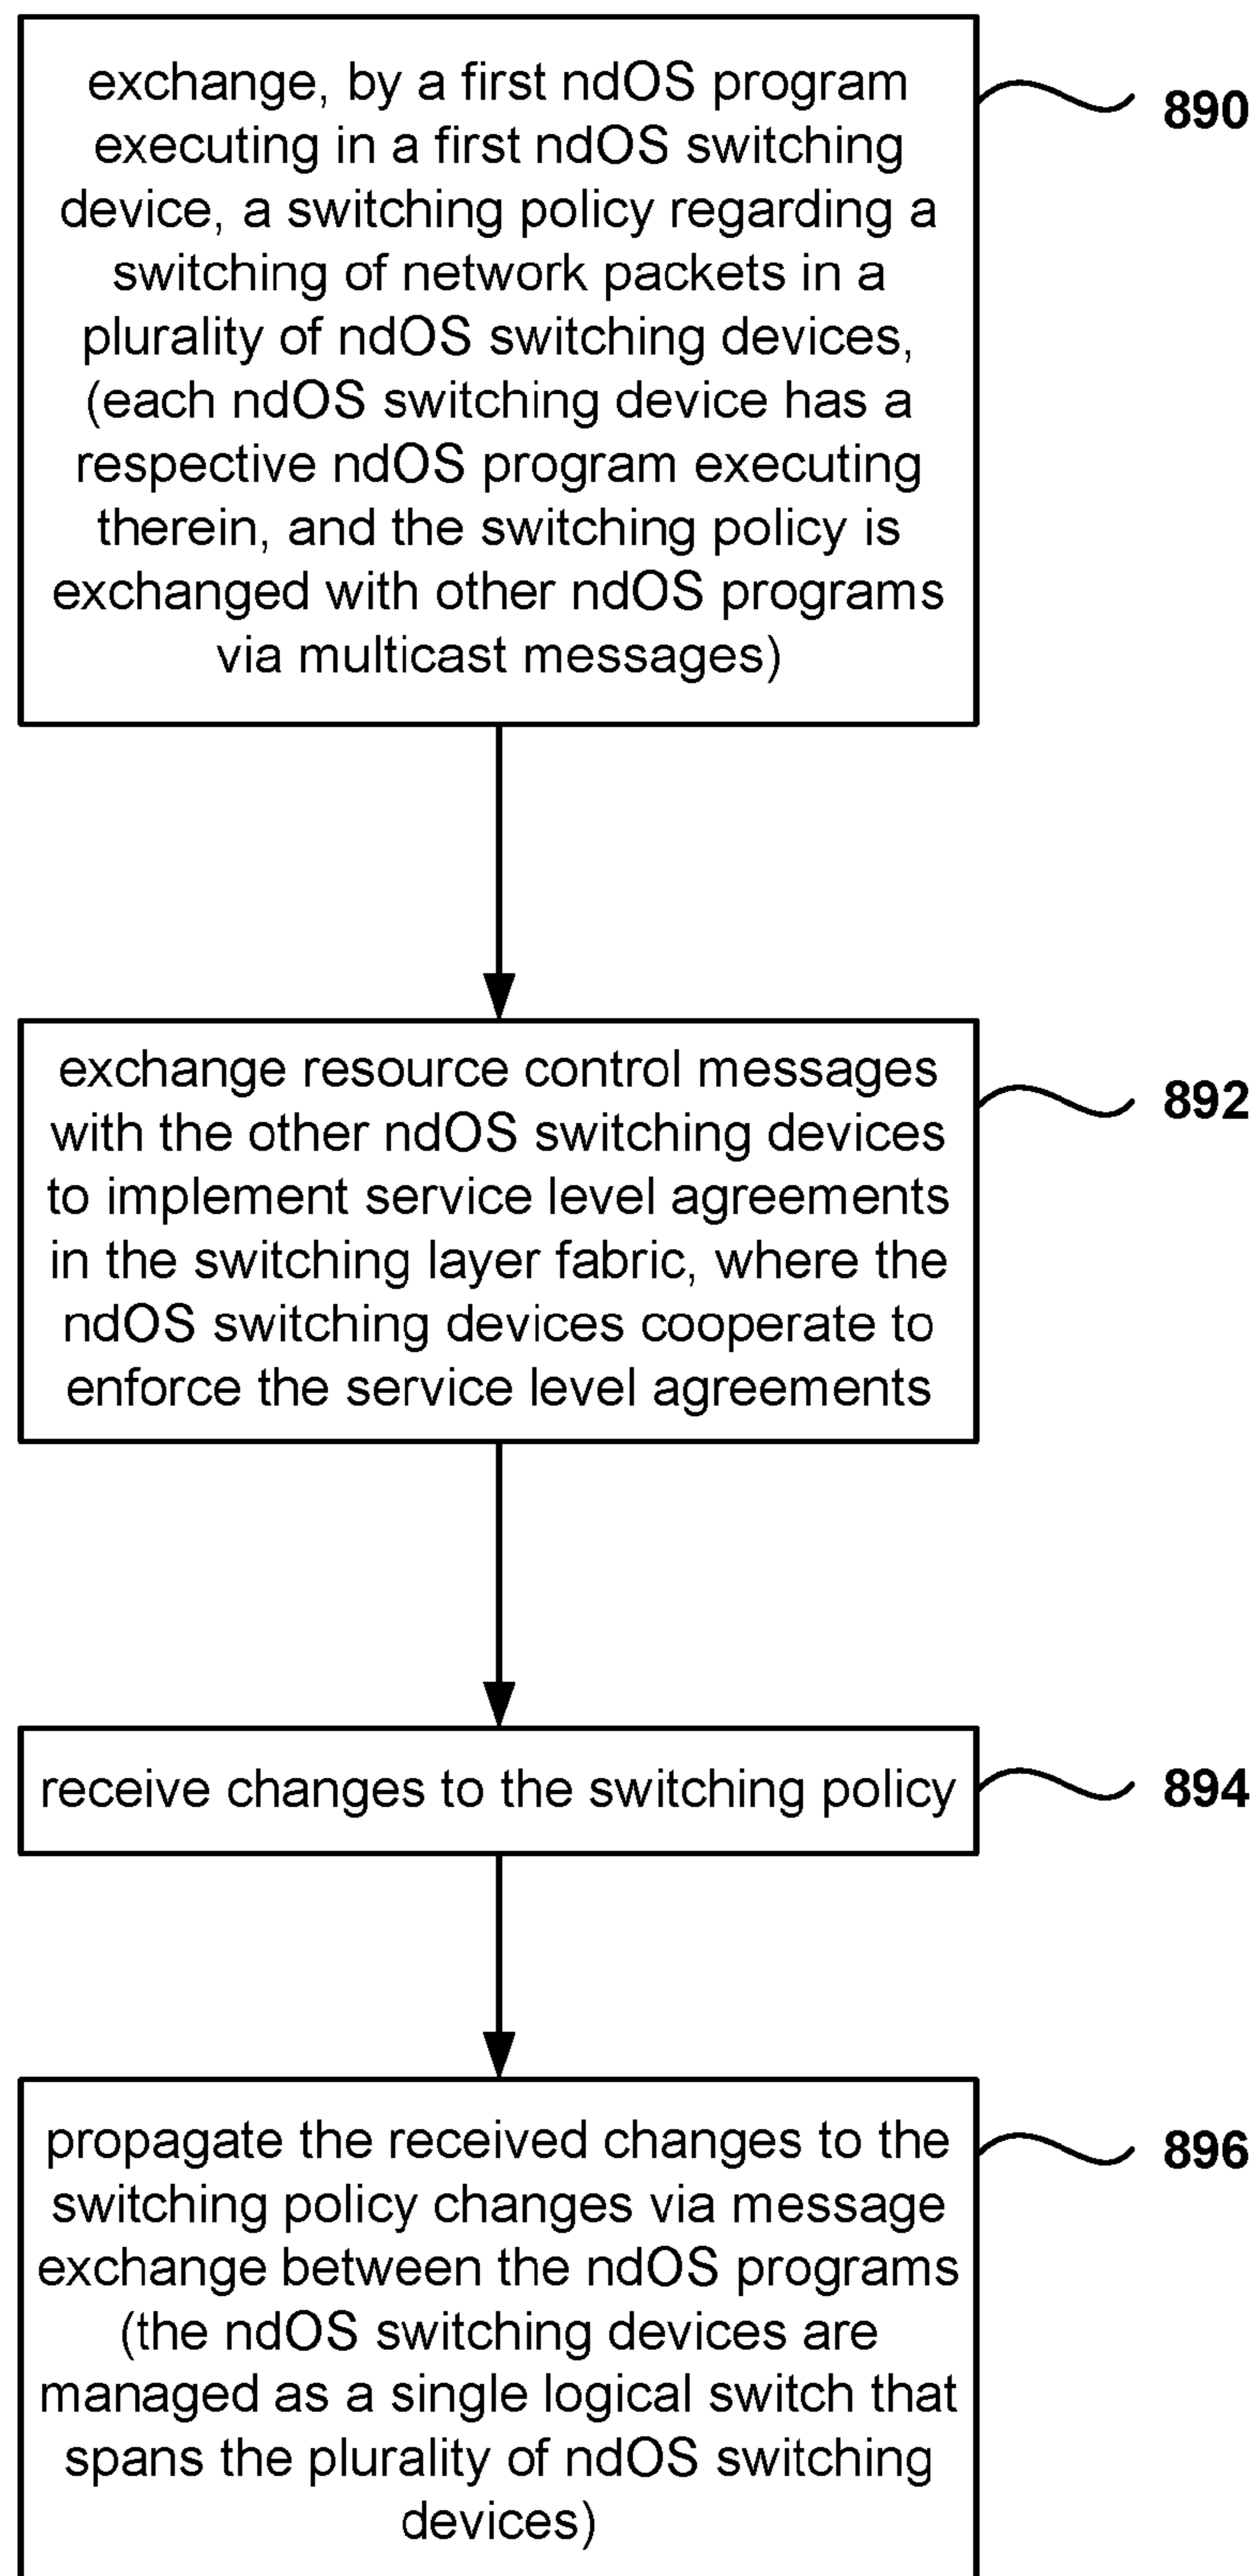 exchange, by a first ndOS program
executing in a first ndOS switching
device, a switching policy regarding a
switching of network packets in a
plurality of ndOS switching devices,
(each ndOS switching device has a
respective ndOS program executing
therein, and the switching policy is
exchanged with other ndOS programs
via multicast messages)
890
exchange resource control messages
with the other ndOS switching devices
to implement service level agreements
in the switching layer fabric, where the
ndOS switching devices cooperate to
enforce the service level agreements
892
receive changes to the switching policy
894
propagate the received changes to the
switching policy changes via message
exchange between the ndOS programs
(the ndOS switching devices are
managed as a single logical switch that
spans the plurality of ndOS switching
devices)
896